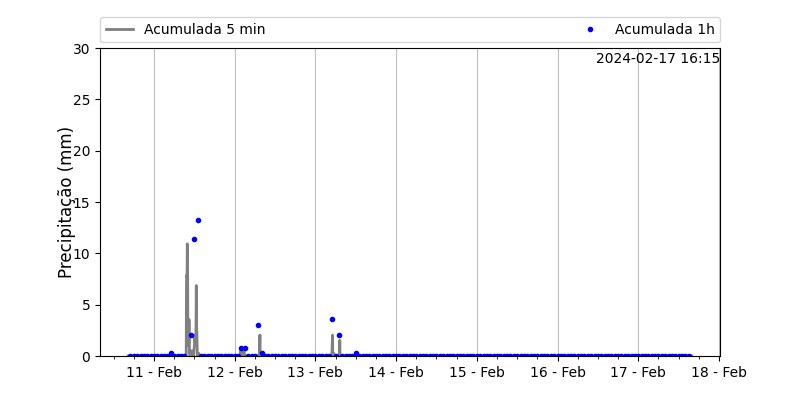 Acumulada 5 min
Acumulada 1h
2024-02-17 16:15
Precipitação (mm)
30
25
20
15
10
5
0
11 - Feb
12 - Feb
13 - Feb
14 - Feb
15 - Feb
16 - Feb
17 - Feb
18 - Feb